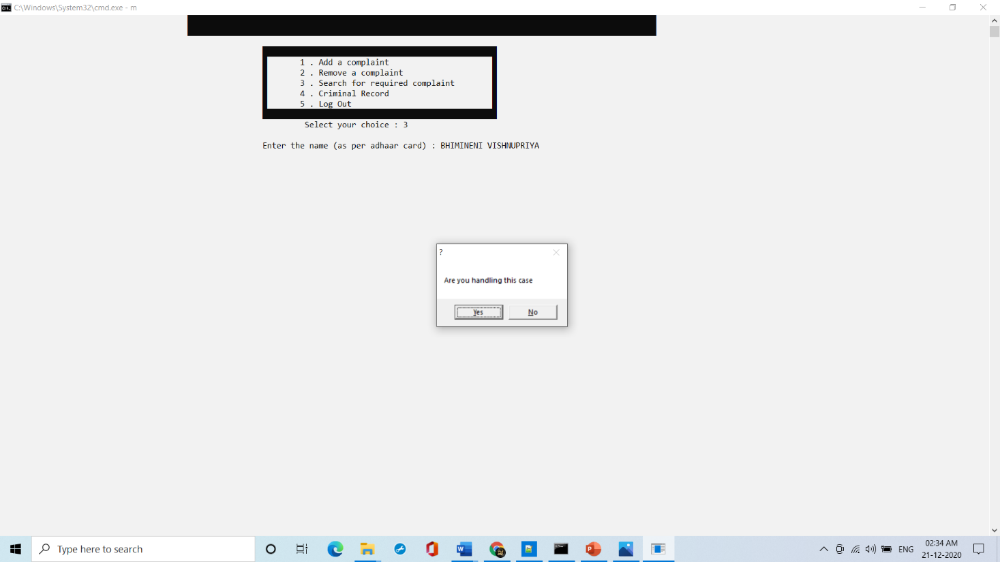 C:\Windows\System32\cmd.exe - m
1 . Add a complaint
2 . Remove a complaint
3 . Search for required complaint
4 . Criminal Record
5 . Log Out
Select your choice : 3
Enter the name (as per adhaar card) : BHIMINENI VISHNUPRIYA
?
Are you handling this case
Yes
No
Type here to search
ENG
02:34 AM
21-12-2020